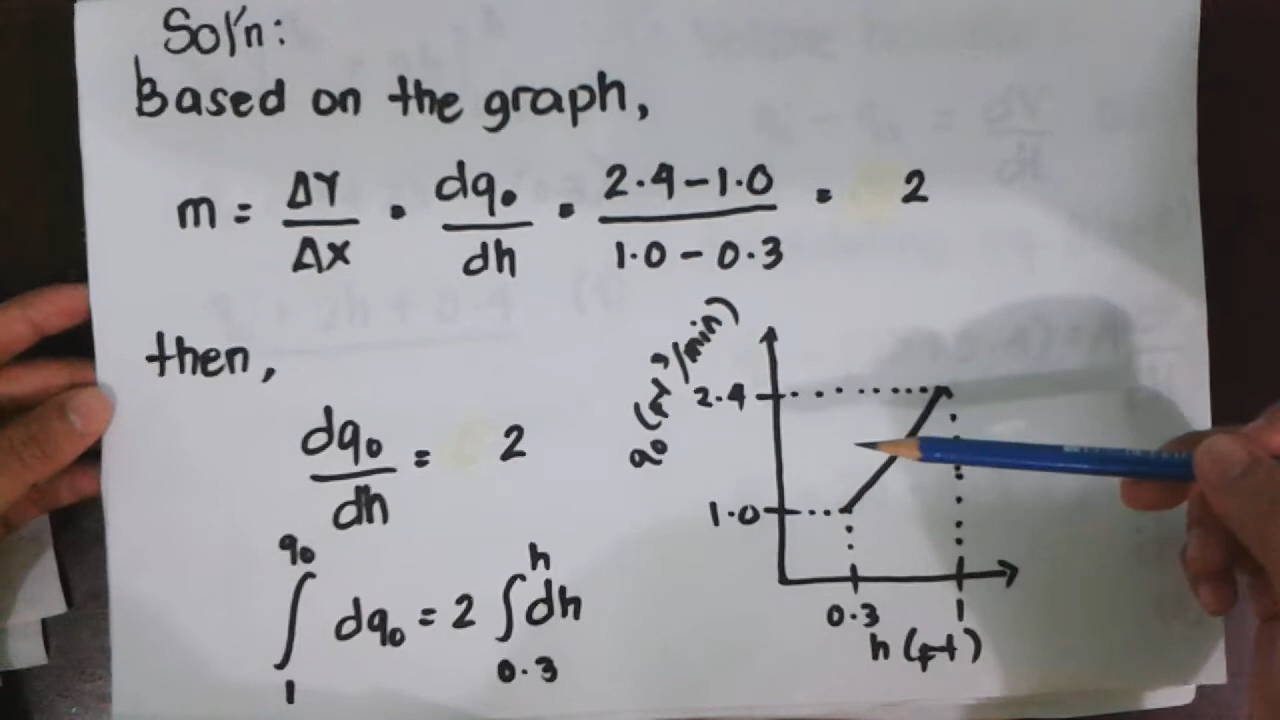 Sol'n:
Based on the graph,
m = ΔY/ΔX = dq₀/dh = 2.4-1.0/1.0-0.3 = 2
then,
dq₀/dh = 2
∫₁^q₀ dq₀ = 2 ∫₀.₃^h dh
q₀ (ft³/min)
2.4
1.0
0.3 1
h (ft)